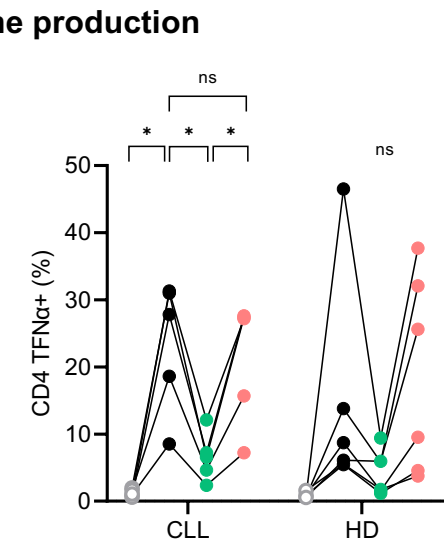 ne production
ns
* * *
ns
50
40
30
20
10
0
CD4 TFNα+ (%)
CLL HD